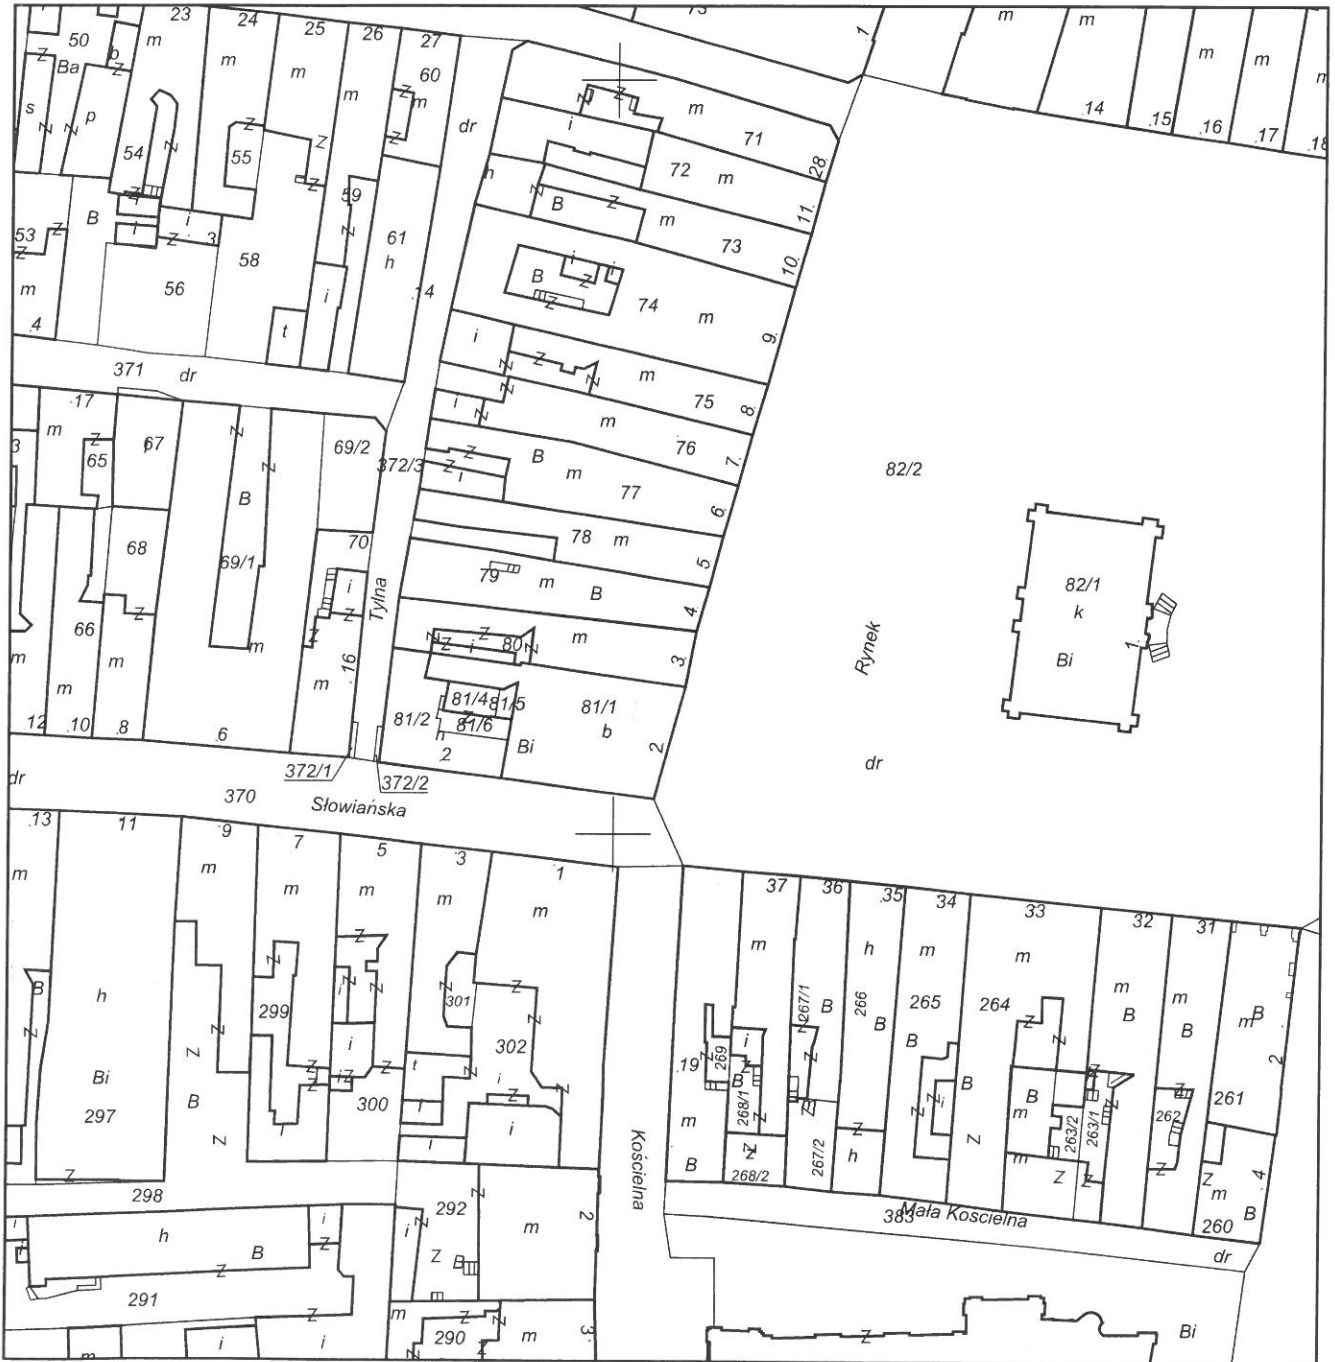 23 24 25 26 27 73 1
50 b m m m m 60 m m
Ba Z Z m m m
s p Z Z Z dr Z Z m 71 14 15 16 17 18
54 Z 55 Z Z i 72 m 28
Z Z 59 h Z B Z m 11
53 B i i Z 3 Z 61 73 10
Z Z 58 h B i i Z
m 56 i 14 Z 74 m
4 t i Z m 9
371 dr Z Z 75 8
17 Z i Z m 76 7
m Z 67 69/2 372/3 Z B m 77 82/2
3 65 B Z Z i 6
68 69/1 70 78 m 5
Z i Tylna 79 m B 4 82/1
66 Z Z Z Z 80 m 3 k
m m m m 16 Z i Z Rynek Bi 1
m 81/4 81/5 81/1
12 10 8 6 81/2 Z 81/6 b
2 Bi 2
372/1 372/2 dr
dr 370 Słowiańska
13 11 9 7 5 3 1
m m m m m m 37 36 35 34 33 32 31
m h m m
B h Z Z Z Z Z 267/1 B 266 265 264 m m m B
Z 299 i Z 301 Z B B B B 2
Z Z i 302 19 Z 269 i Z Z Z
Bi B Z iZ Z t i Z B 268/1 Z Z B Z Z Z 261
297 Z i 300 i i Z m Z i m 263/2 263/1 262
Z i Kościelna B Z 267/2 h Z m Z Z Z Z m 4
298 268/2 B
292 Z 383 Mała Kościelna 260
i h i i Z m 2 dr
i B Z Z B
291 Z
m i Z i m Z 290 Z m 3 Z Bi